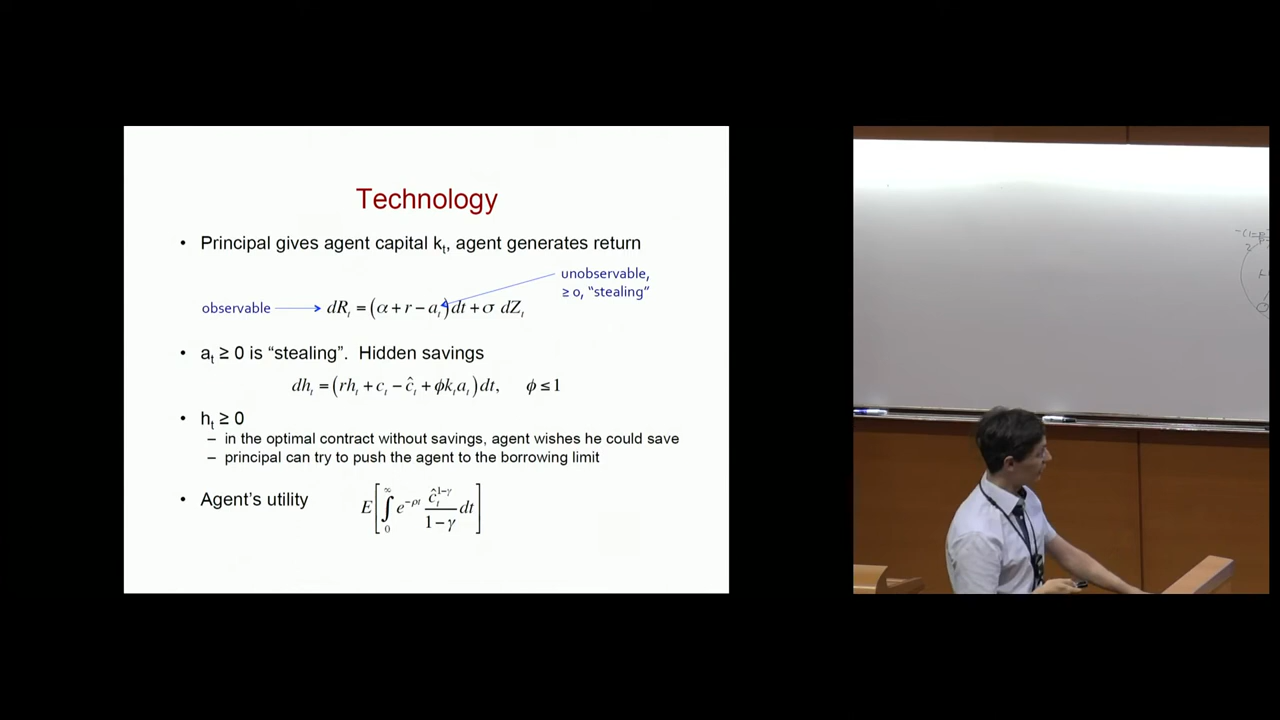 Technology
• Principal gives agent capital kₜ, agent generates return
unobservable,
≥ 0, “stealing”
observable
dRₜ = (α + r − aₜ)dt + σ dZₜ
• aₜ ≥ 0 is “stealing”. Hidden savings
dhₜ = (rhₜ + cₜ − ĉₜ + ϕkₜaₜ)dt, ϕ ≤ 1
• hₜ ≥ 0
– in the optimal contract without savings, agent wishes he could save
– principal can try to push the agent to the borrowing limit
• Agent’s utility E[∫₀^∞ e^{−ρt} ĉₜ^{1−γ}/(1−γ) dt]